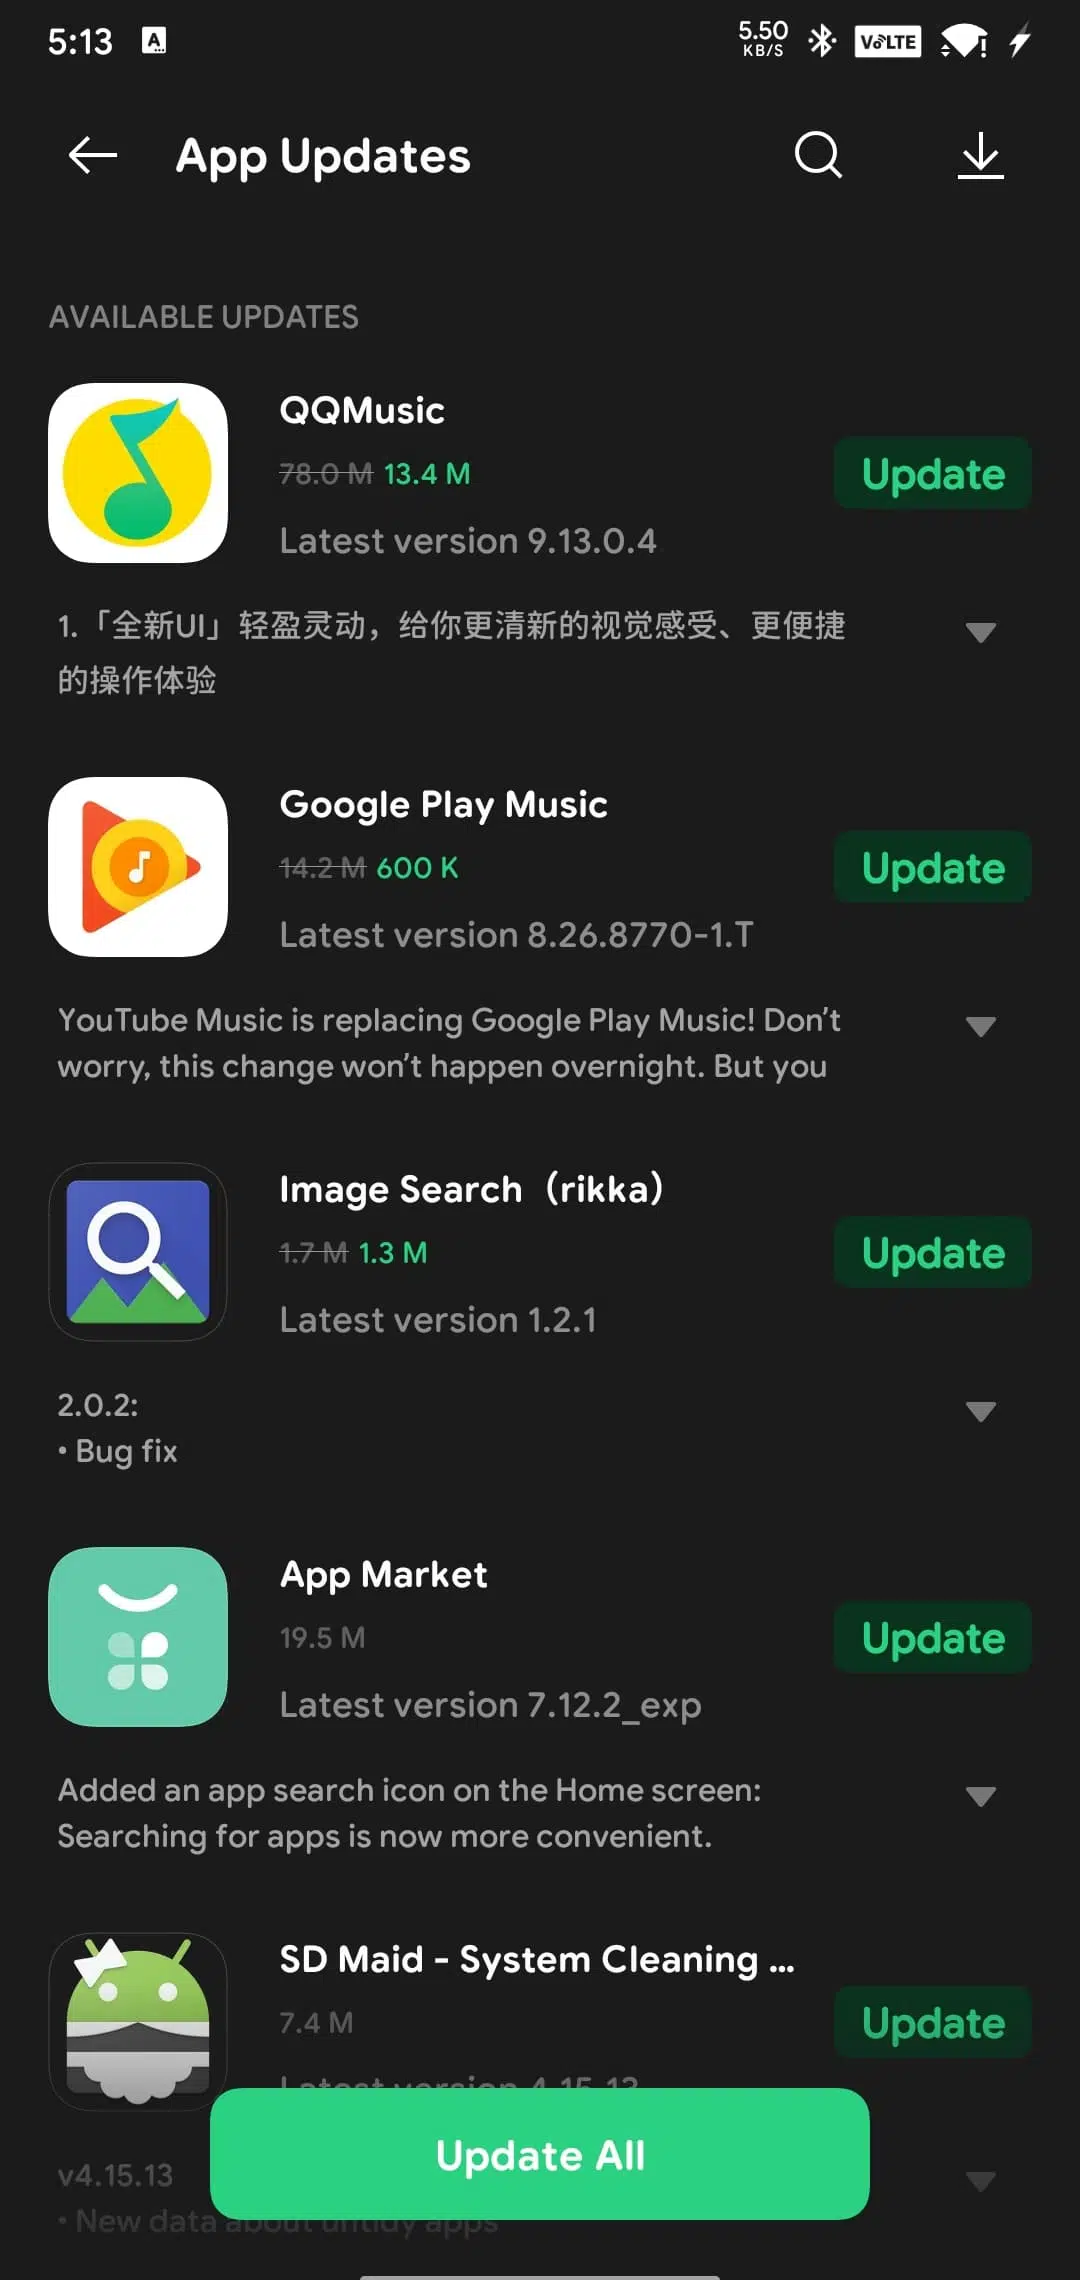 5:13
A
5.50
KB/S
VoLTE
App Updates
AVAILABLE UPDATES
QQMusic
78.0 M 13.4 M
Update
Latest version 9.13.0.4
1.「全新UI」轻盈灵动，给你更清新的视觉感受、更便捷
的操作体验
Google Play Music
14.2 M 600 K
Update
Latest version 8.26.8770-1.T
YouTube Music is replacing Google Play Music! Don’t
worry, this change won’t happen overnight. But you
Image Search（rikka）
1.7 M 1.3 M
Update
Latest version 1.2.1
2.0.2:
• Bug fix
App Market
19.5 M
Update
Latest version 7.12.2_exp
Added an app search icon on the Home screen:
Searching for apps is now more convenient.
SD Maid - System Cleaning ...
7.4 M
Update
Latest version 4.15.13
Update All
v4.15.13
• New data about untidy apps